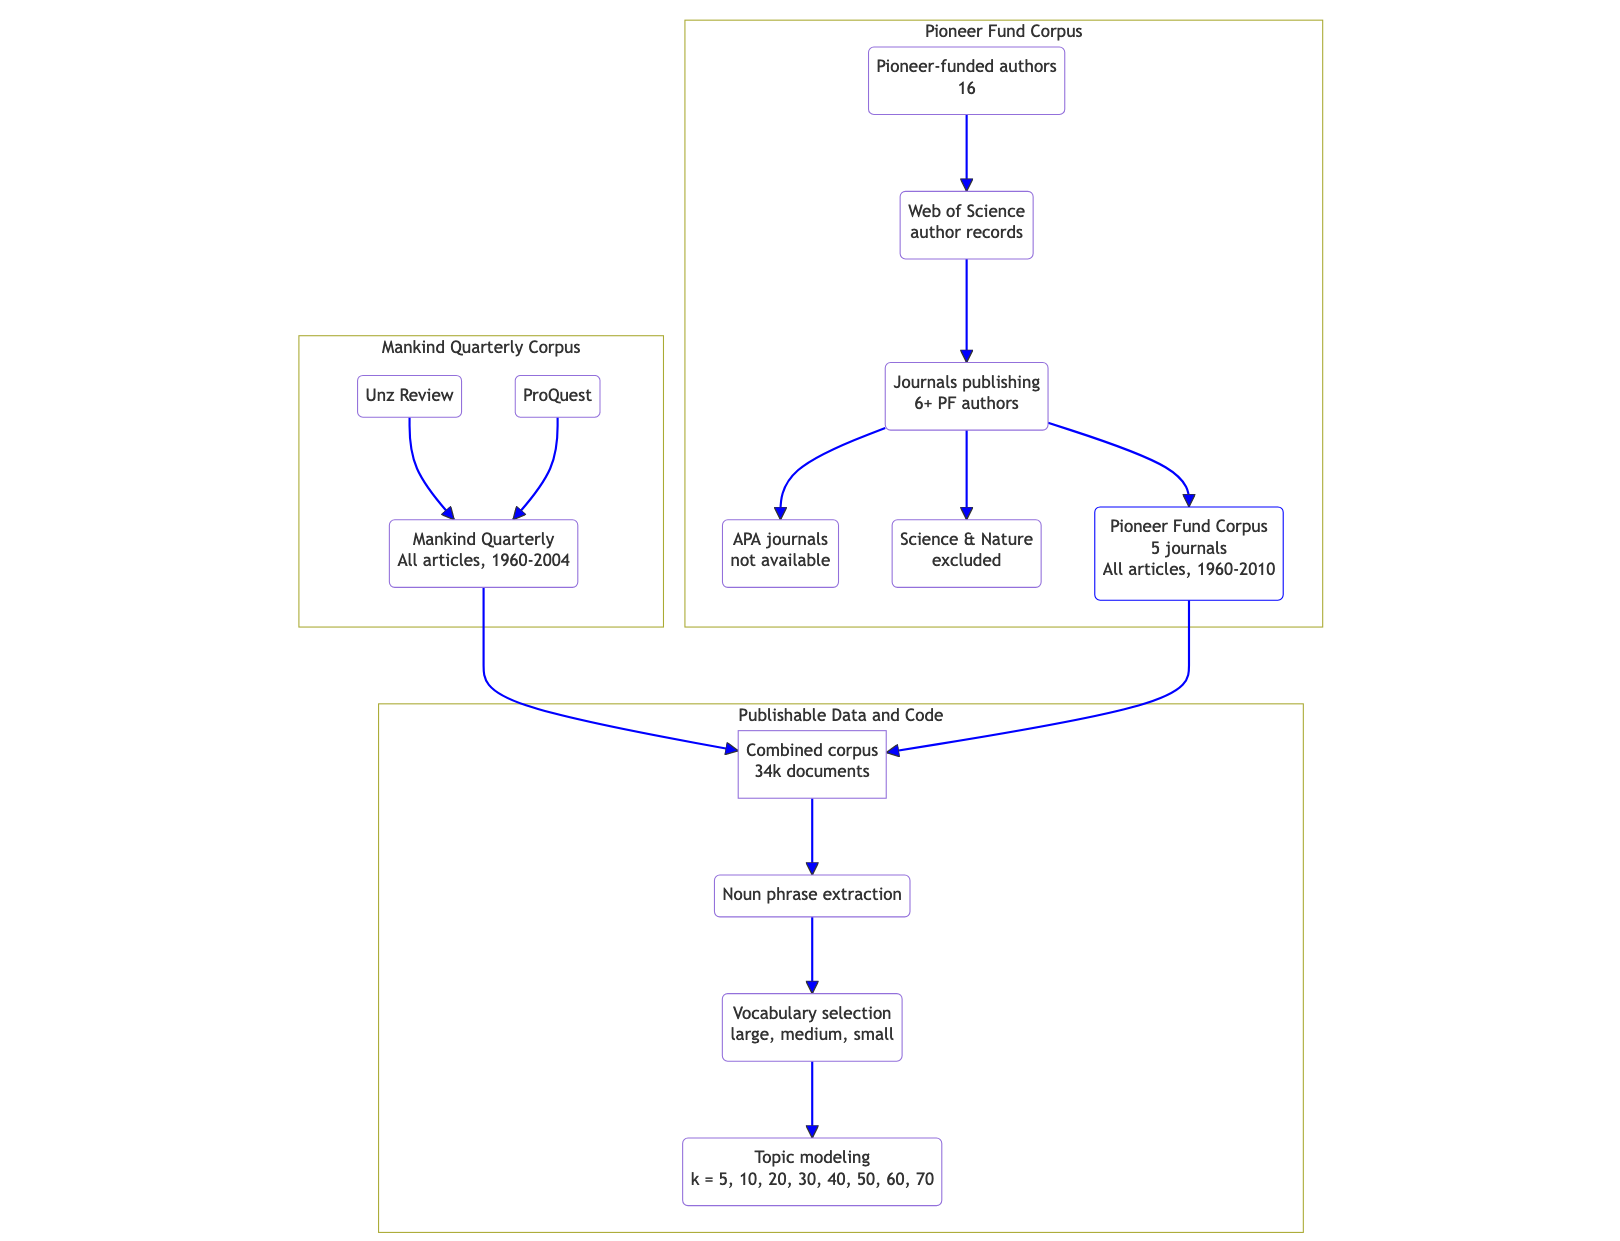 Pioneer Fund Corpus
Pioneer-funded authors
16
Web of Science
author records
Journals publishing
6+ PF authors
APA journals
not available
Science & Nature
excluded
Pioneer Fund Corpus
5 journals
All articles, 1960-2010
Mankind Quarterly Corpus
Unz Review
ProQuest
Mankind Quarterly
All articles, 1960-2004
Publishable Data and Code
Combined corpus
34k documents
Noun phrase extraction
Vocabulary selection
large, medium, small
Topic modeling
k = 5, 10, 20, 30, 40, 50, 60, 70